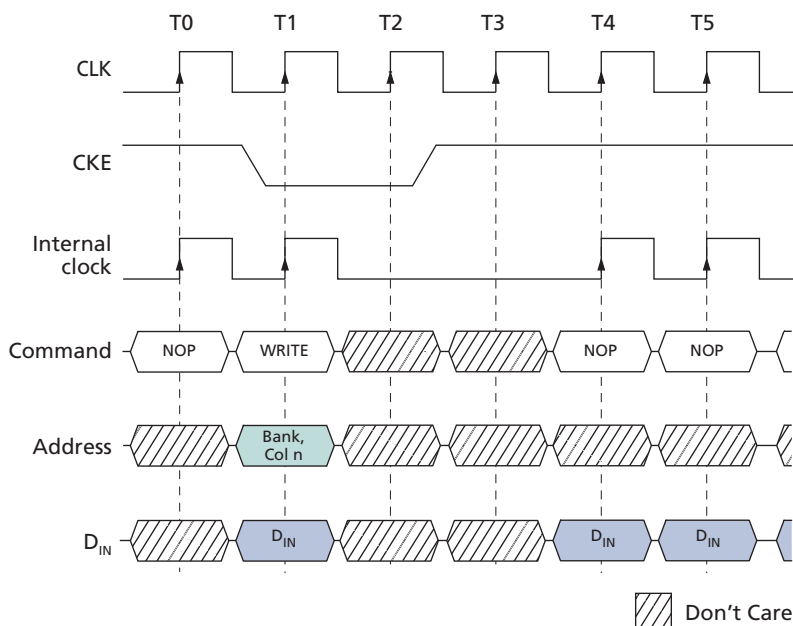 T0 T1 T2 T3 T4 T5
CLK
CKE
Internal
clock
Command NOP WRITE NOP NOP
Address Bank,
Col n
DIN DIN DIN DIN
Don't Care